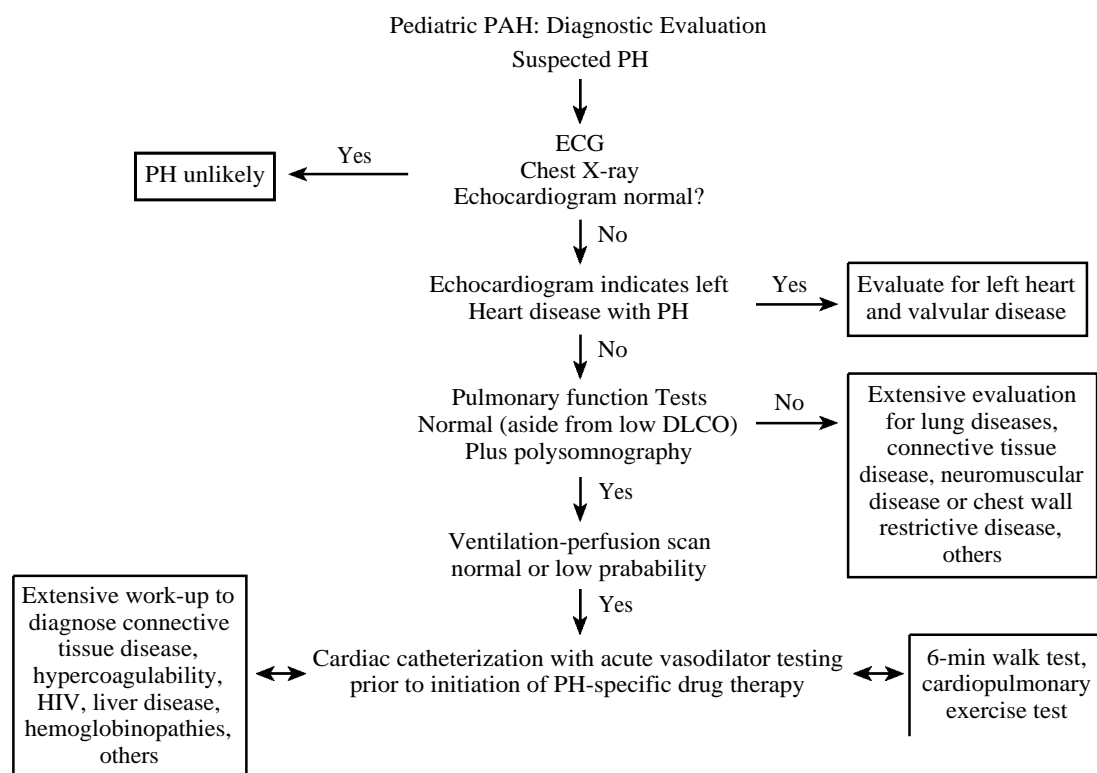 Pediatric PAH: Diagnostic Evaluation
Suspected PH
ECG
Chest X-ray
Echocardiogram normal?
Yes
PH unlikely
No
Echocardiogram indicates left
Heart disease with PH
Yes
Evaluate for left heart
and valvular disease
No
Pulmonary function Tests
Normal (aside from low DLCO)
Plus polysomnography
No
Extensive evaluation
for lung diseases,
connective tissue
disease, neuromuscular
disease or chest wall
restrictive disease,
others
Yes
Ventilation-perfusion scan
normal or low prabability
Yes
Cardiac catheterization with acute vasodilator testing
prior to initiation of PH-specific drug therapy
Extensive work-up to
diagnose connective
tissue disease,
hypercoagulability,
HIV, liver disease,
hemoglobinopathies,
others
6-min walk test,
cardiopulmonary
exercise test